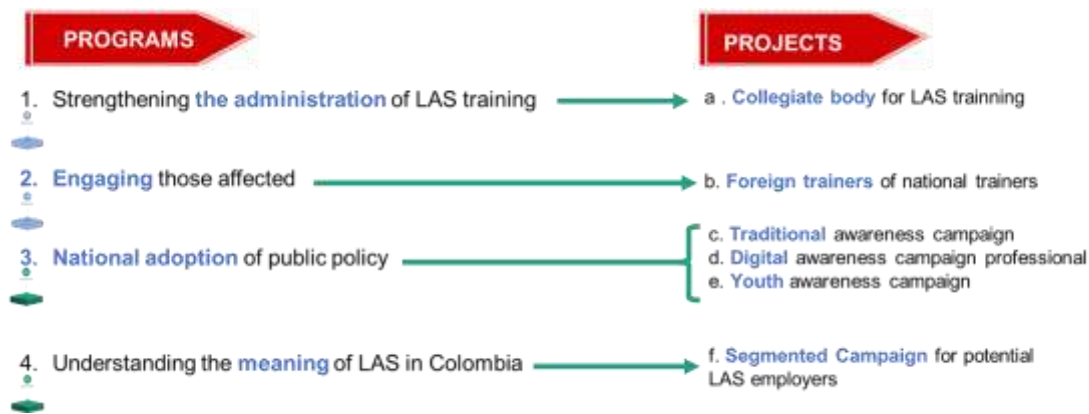 PROGRAMS
PROJECTS
1. Strengthening the administration of LAS training
a . Collegiate body for LAS trainning
2. Engaging those affected
b. Foreign trainers of national trainers
c. Traditional awareness campaign
3. National adoption of public policy
d. Digital awareness campaign professional
e. Youth awareness campaign
4. Understanding the meaning of LAS in Colombia
f. Segmented Campaign for potential
LAS employers